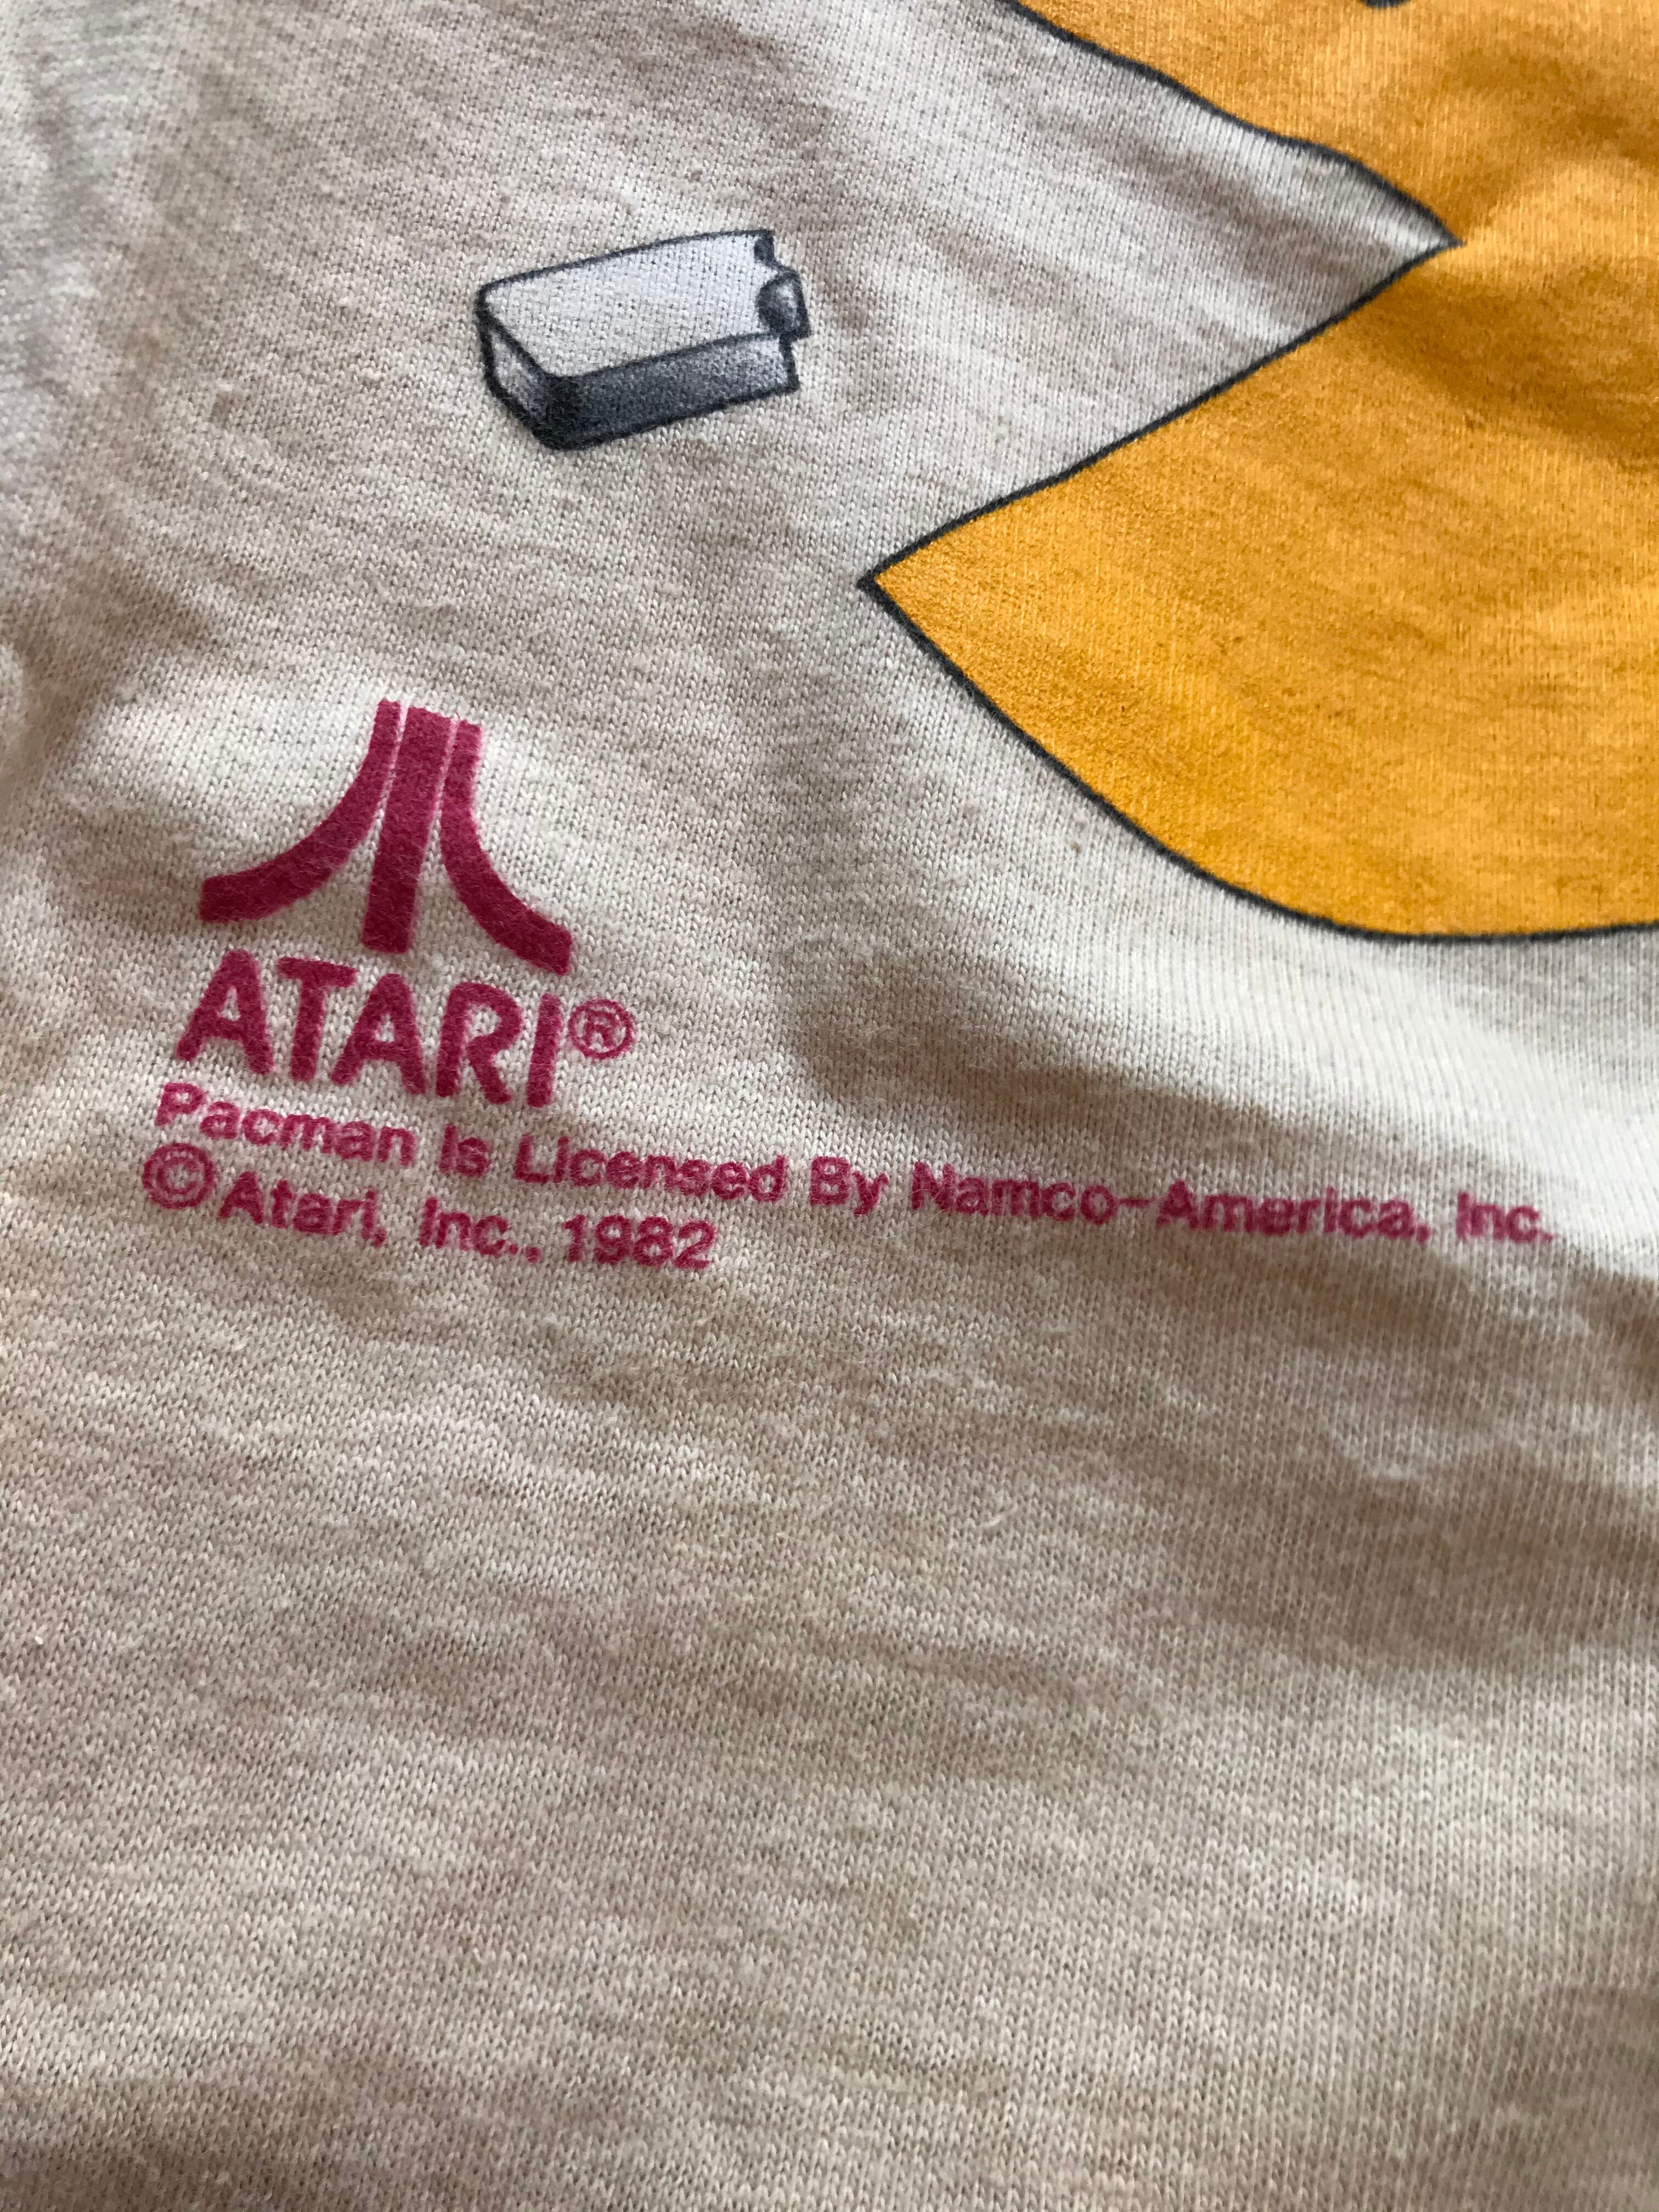 ATARI®
Pacman Is Licensed By Namco-America, Inc.
©Atari, Inc., 1982